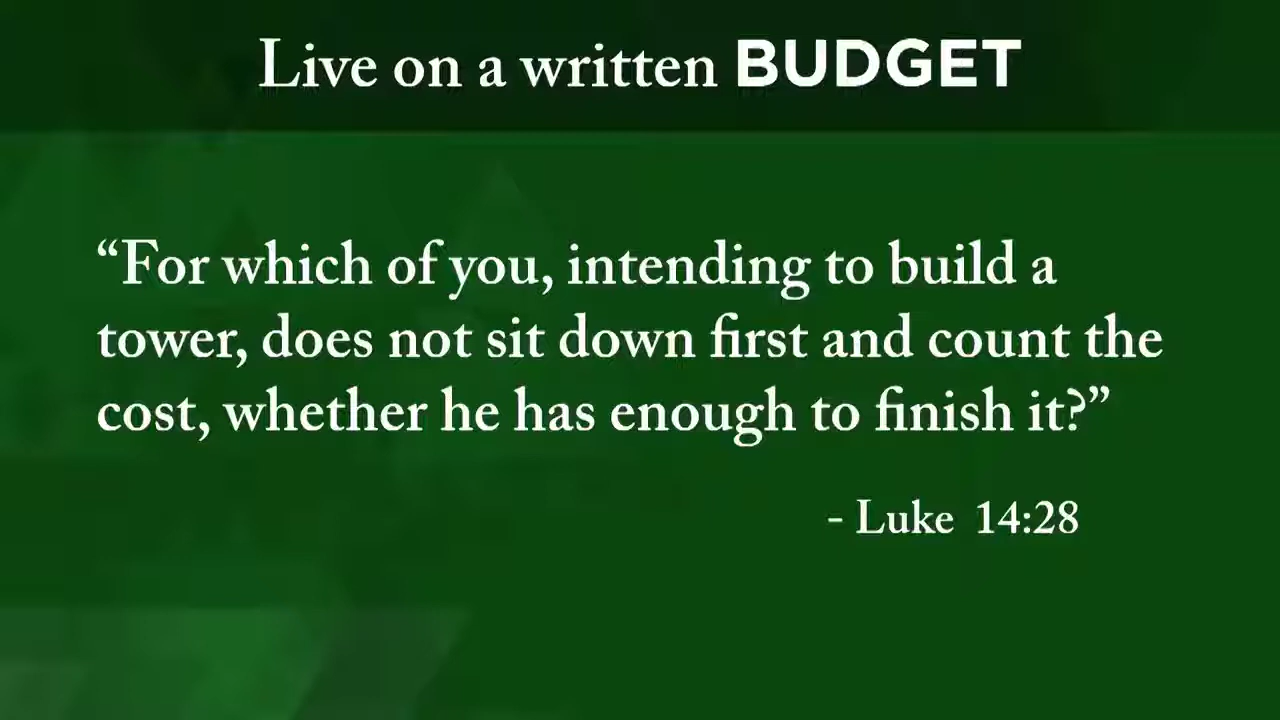 Live on a written BUDGET
“For which of you, intending to build a
tower, does not sit down first and count the
cost, whether he has enough to finish it?”
- Luke 14:28